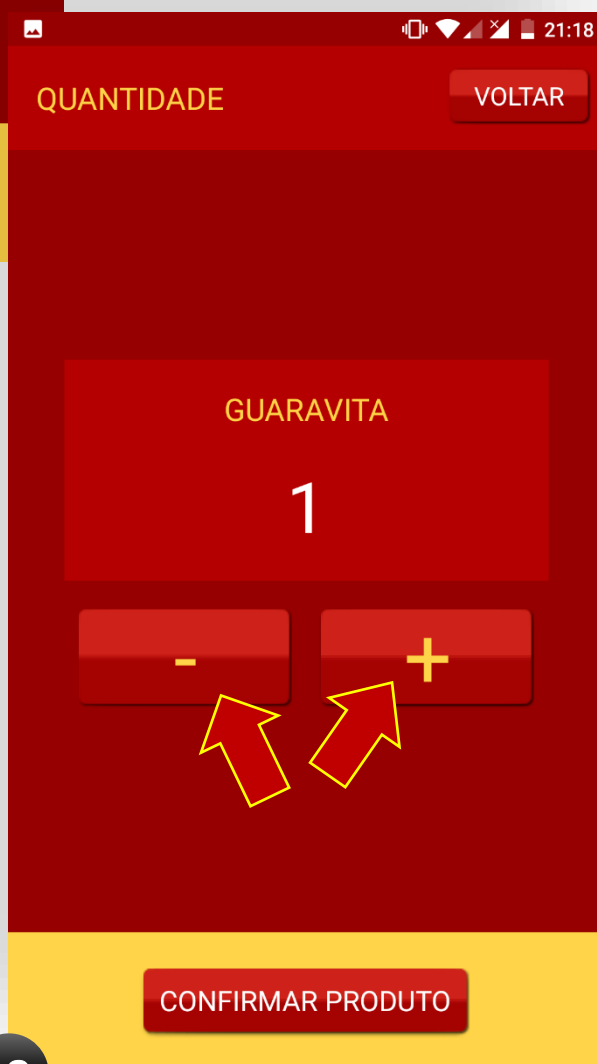 21:18
QUANTIDADE
VOLTAR
GUARAVITA
1
- +
CONFIRMAR PRODUTO